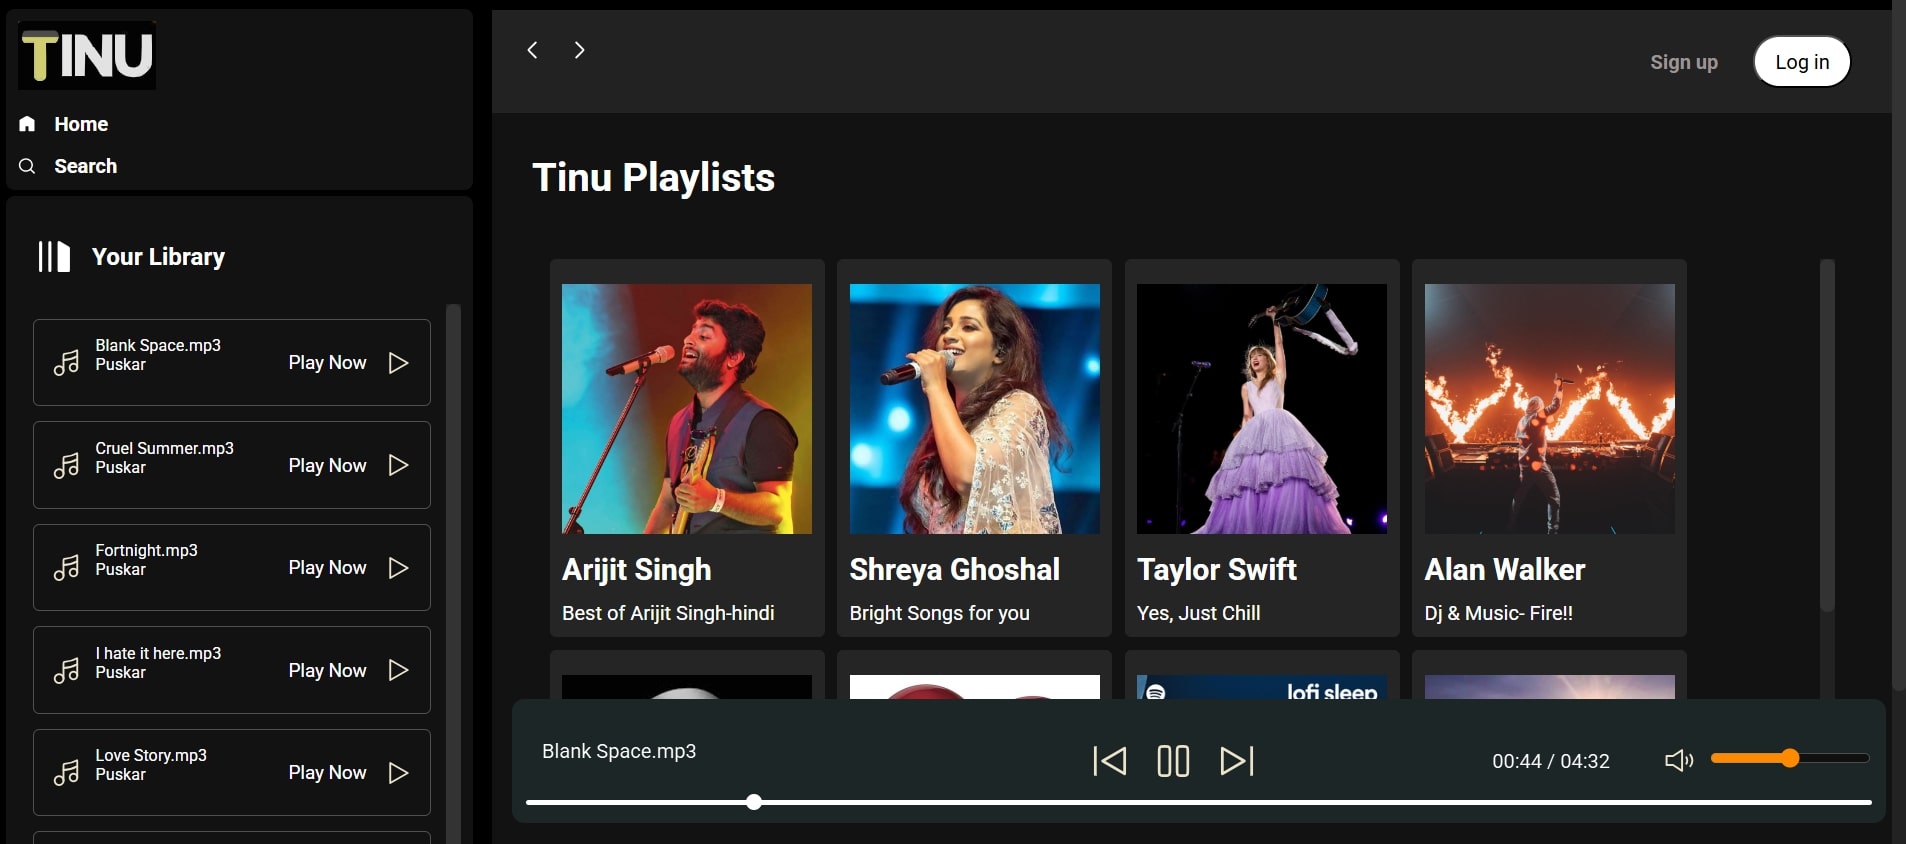 TINU
Home
Search
Your Library
Blank Space.mp3
Puskar
Play Now
Cruel Summer.mp3
Puskar
Play Now
Fortnight.mp3
Puskar
Play Now
I hate it here.mp3
Puskar
Play Now
Love Story.mp3
Puskar
Play Now
Sign up
Log in
Tinu Playlists
Arijit Singh
Best of Arijit Singh-hindi
Shreya Ghoshal
Bright Songs for you
Taylor Swift
Yes, Just Chill
Alan Walker
Dj & Music- Fire!!
lofi sleep
Blank Space.mp3
00:44 / 04:32